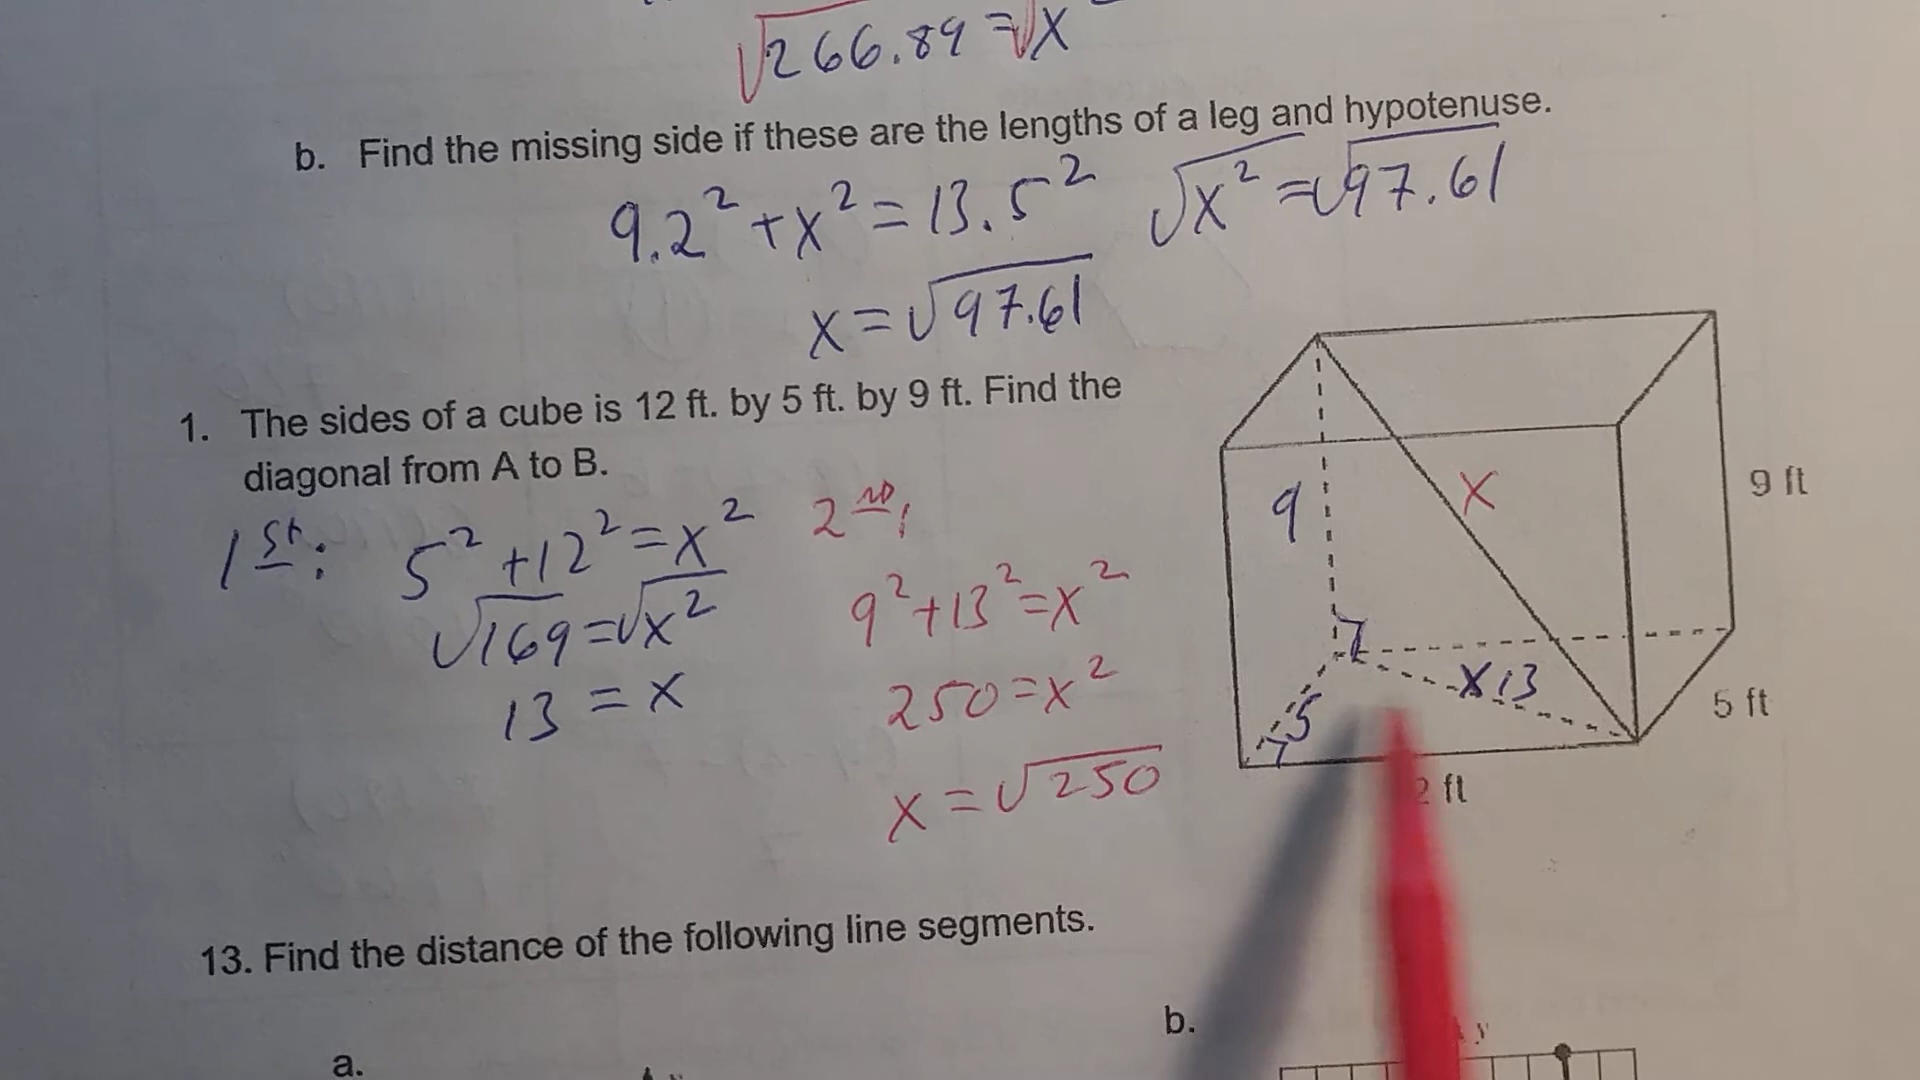 √266.89 = √x
b. Find the missing side if these are the lengths of a leg and hypotenuse.
9.2² + x² = 13.5²
√x² = √97.61
x = √97.61
1. The sides of a cube is 12 ft. by 5 ft. by 9 ft. Find the
diagonal from A to B.
1st: 5² + 12² = x²
√169 = √x²
13 = x
2nd:
9² + 13² = x²
250 = x²
x = √250
9
x
9 ft
x 13
5
5 ft
2 ft
13. Find the distance of the following line segments.
a.
b.
y